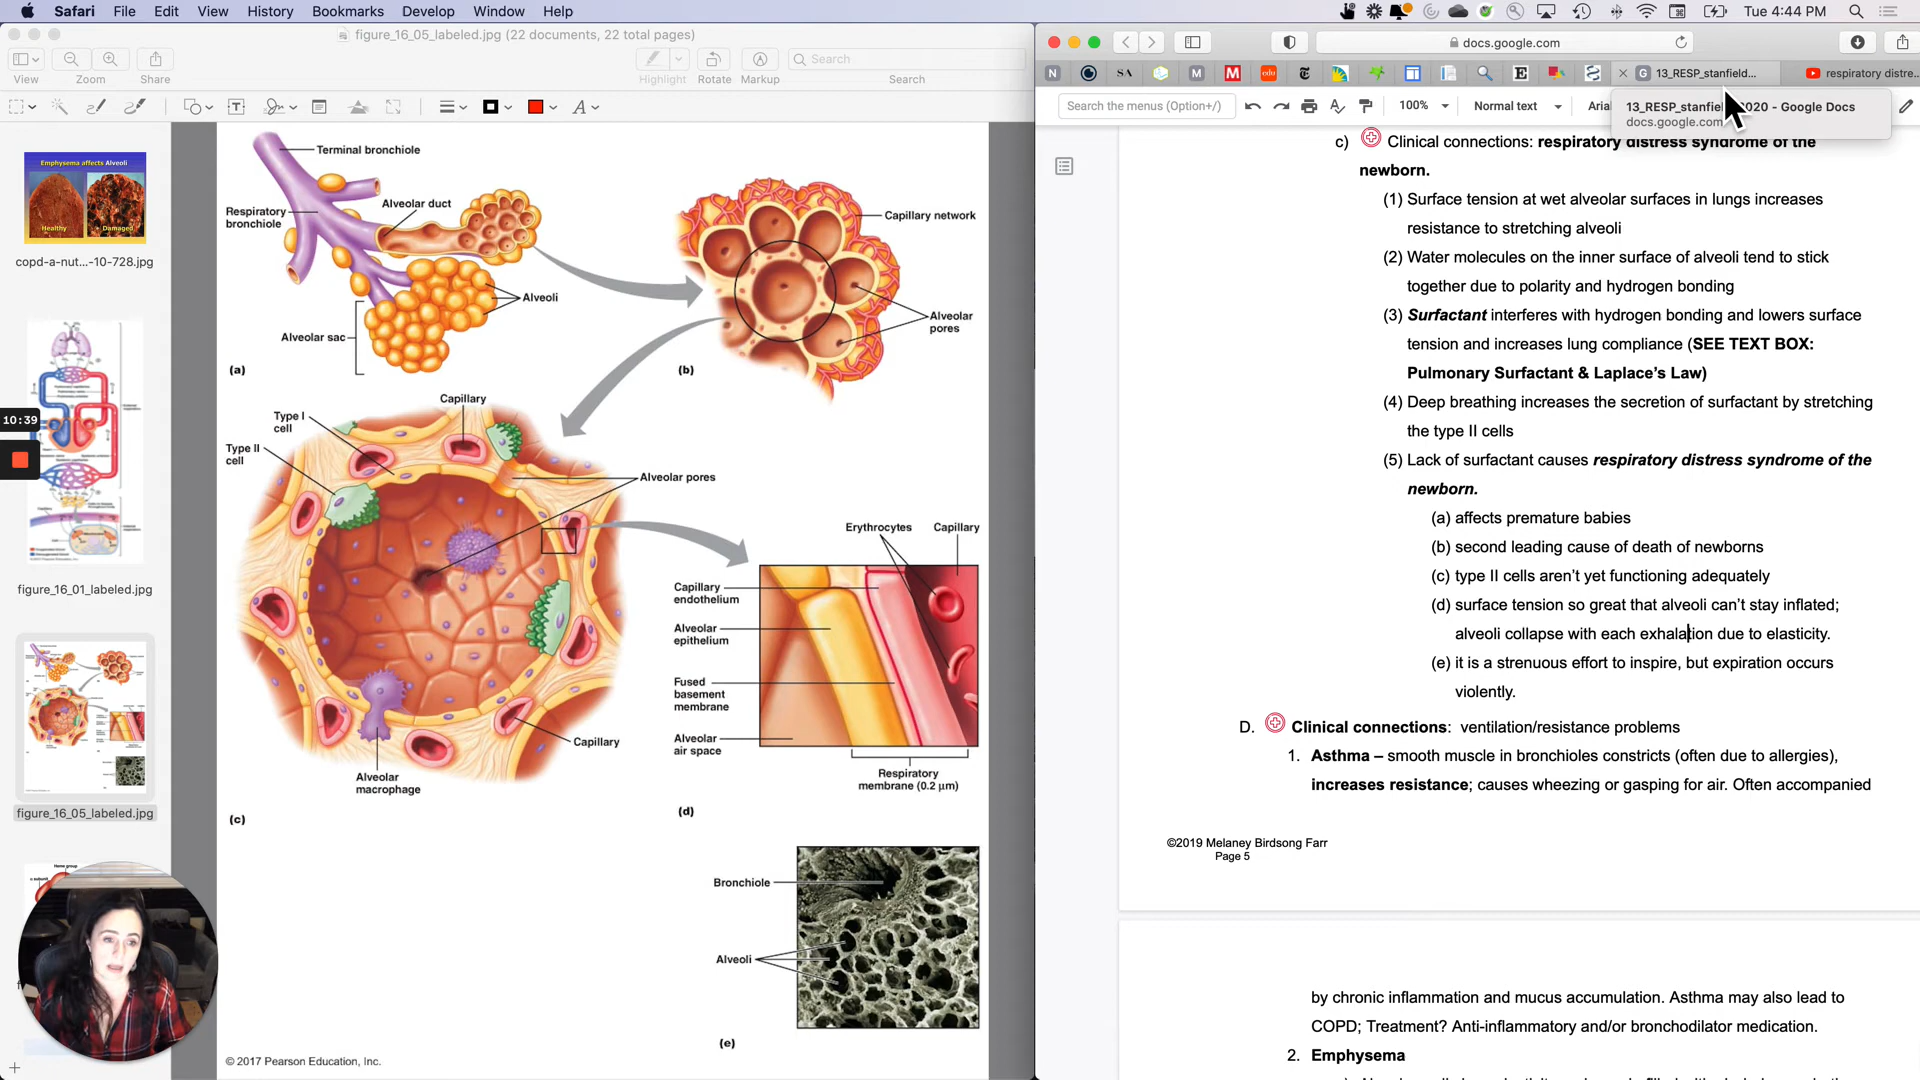 Safari File Edit View History Bookmarks Develop Window Help
Tue 4:44 PM
figure_16_05_labeled.jpg (22 documents, 22 total pages)
View Zoom Share
Highlight Rotate Markup Search
Search
Emphysema affects Alveoli
Healthy Damaged
copd-a-nut...-10-728.jpg
10:39
figure_16_01_labeled.jpg
figure_16_05_labeled.jpg
Terminal bronchiole
Respiratory
bronchiole
Alveolar duct
Alveoli
Alveolar sac
(a)
Capillary network
Alveolar
pores
(b)
Capillary
Type I
cell
Type II
cell
Alveolar pores
Capillary
Alveolar
macrophage
(c)
Erythrocytes Capillary
Capillary
endothelium
Alveolar
epithelium
Fused
basement
membrane
Alveolar
air space
Respiratory
membrane (0.2 μm)
(d)
Bronchiole
Alveoli
(e)
© 2017 Pearson Education, Inc.
docs.google.com
13_RESP_stanfield...
respiratory distre...
Search the menus (Option+/)
100% Normal text Aria
13_RESP_stanfie 2020 - Google Docs
docs.google.com
c) Clinical connections: respiratory distress syndrome of the
newborn.
(1) Surface tension at wet alveolar surfaces in lungs increases
resistance to stretching alveoli
(2) Water molecules on the inner surface of alveoli tend to stick
together due to polarity and hydrogen bonding
(3) Surfactant interferes with hydrogen bonding and lowers surface
tension and increases lung compliance (SEE TEXT BOX:
Pulmonary Surfactant & Laplace's Law)
(4) Deep breathing increases the secretion of surfactant by stretching
the type II cells
(5) Lack of surfactant causes respiratory distress syndrome of the
newborn.
(a) affects premature babies
(b) second leading cause of death of newborns
(c) type II cells aren't yet functioning adequately
(d) surface tension so great that alveoli can't stay inflated;
alveoli collapse with each exhalation due to elasticity.
(e) it is a strenuous effort to inspire, but expiration occurs
violently.
D. Clinical connections: ventilation/resistance problems
1. Asthma – smooth muscle in bronchioles constricts (often due to allergies),
increases resistance; causes wheezing or gasping for air. Often accompanied
©2019 Melaney Birdsong Farr
Page 5
by chronic inflammation and mucus accumulation. Asthma may also lead to
COPD; Treatment? Anti-inflammatory and/or bronchodilator medication.
2. Emphysema